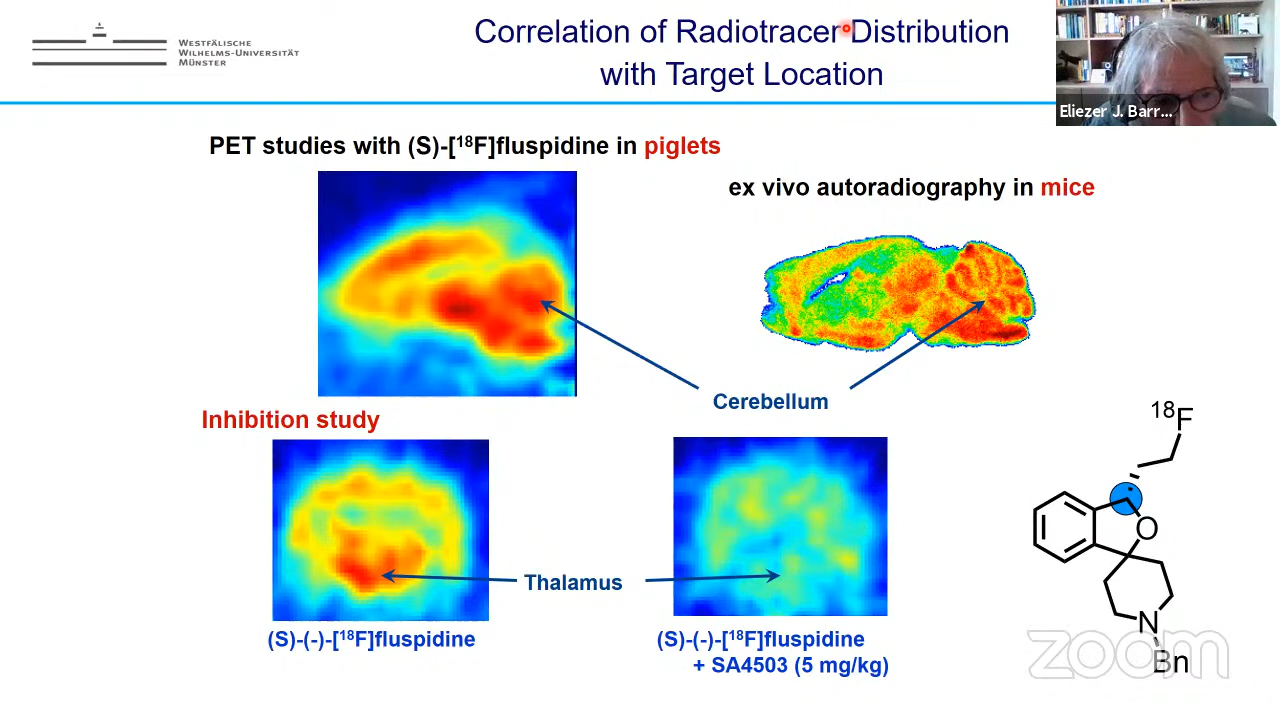 WESTFÄLISCHE
WILHELMS-UNIVERSITÄT
MÜNSTER
Correlation of Radiotracer Distribution
with Target Location
Eliezer J. Barr...
PET studies with (S)-[¹⁸F]fluspidine in piglets
ex vivo autoradiography in mice
Cerebellum
Inhibition study
Thalamus
(S)-(-)-[¹⁸F]fluspidine
(S)-(-)-[¹⁸F]fluspidine
+ SA4503 (5 mg/kg)
¹⁸F
O
N
Bn
zoom